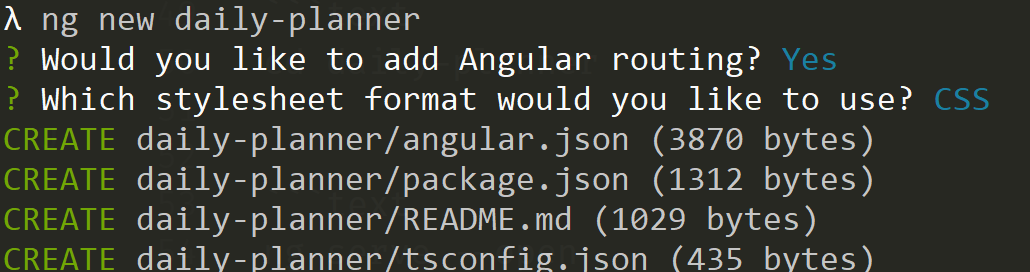 λ ng new daily-planner
? Would you like to add Angular routing? Yes
? Which stylesheet format would you like to use? CSS
CREATE daily-planner/angular.json (3870 bytes)
CREATE daily-planner/package.json (1312 bytes)
CREATE daily-planner/README.md (1029 bytes)
CREATE daily-planner/tsconfig.json (435 bytes)